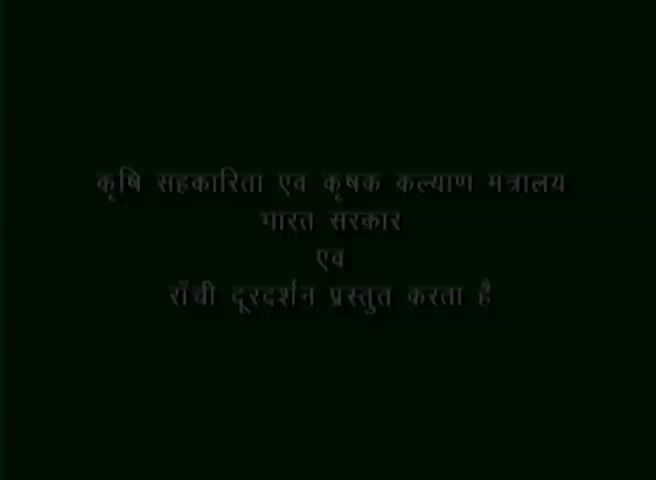 कृषि सहकारिता एव कृषक कल्याण मंत्रालय
भारत सरकार
एव
राँची दूरदर्शन प्रस्तुत करता है